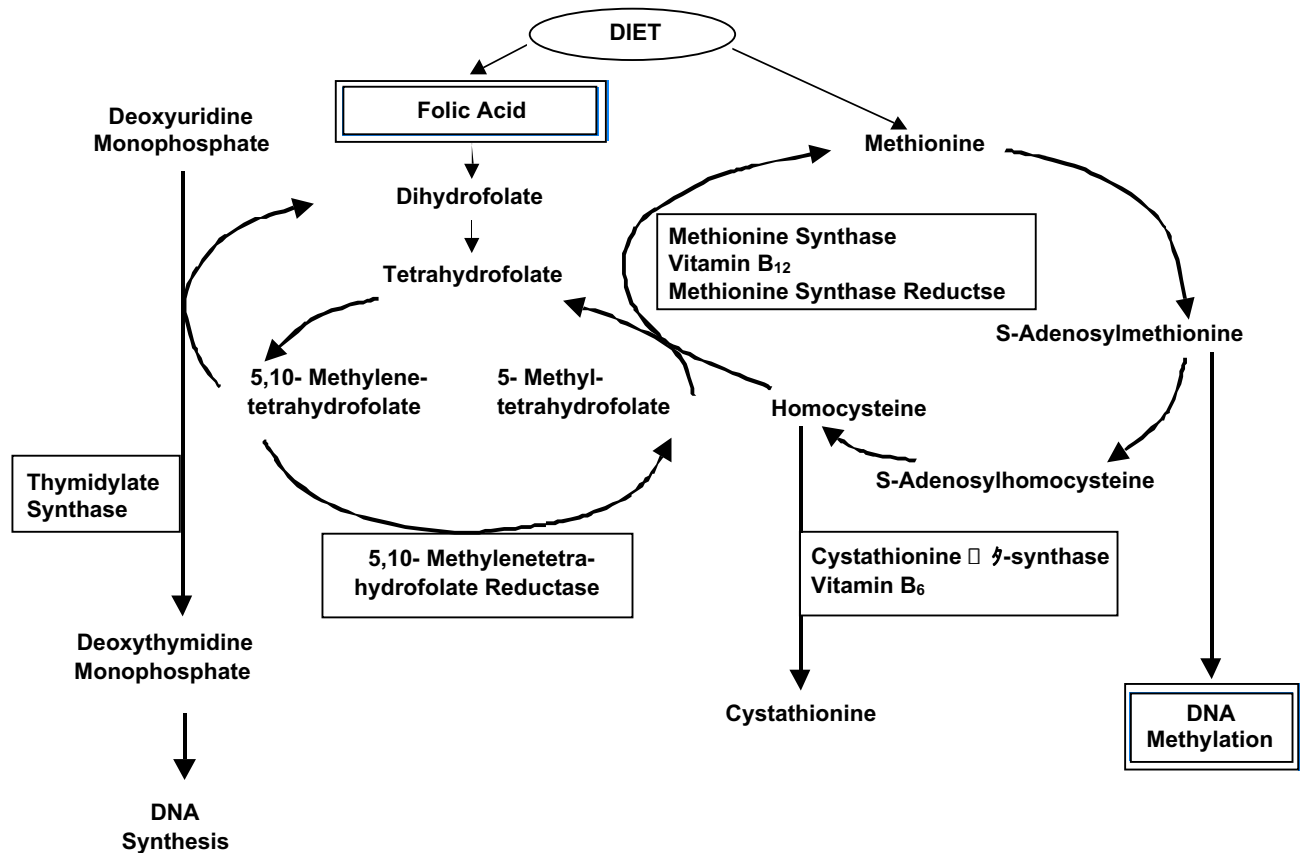 DIET
Folic Acid
Deoxyuridine
Monophosphate
Methionine
Dihydrofolate
Methionine Synthase
Vitamin B₁₂
Methionine Synthase Reductse
Tetrahydrofolate
S-Adenosylmethionine
5,10- Methylene-
tetrahydrofolate
5- Methyl-
tetrahydrofolate
Homocysteine
S-Adenosylhomocysteine
Thymidylate
Synthase
5,10- Methylenetetra-
hydrofolate Reductase
Cystathionine □ タ-synthase
Vitamin B₆
Deoxythymidine
Monophosphate
Cystathionine
DNA
Methylation
DNA
Synthesis